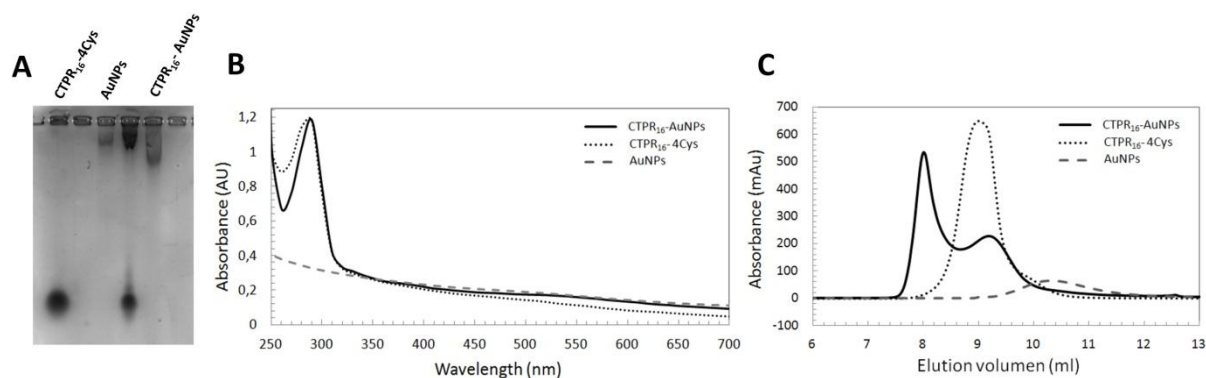 A
CTPR16-4Cys
AuNPs
CTPR16- AuNPs
B
1,2
1
0,8
0,6
0,4
0,2
0
Absorbance (AU)
CTPR16-AuNPs
CTPR16-4Cys
AuNPs
250 300 350 400 450 500 550 600 650 700
Wavelength (nm)
C
700
600
500
400
300
200
100
0
-100
Absorbance (mAu)
CTPR16-AuNPs
CTPR16-4Cys
AuNPs
6 7 8 9 10 11 12 13
Elution volumen (ml)